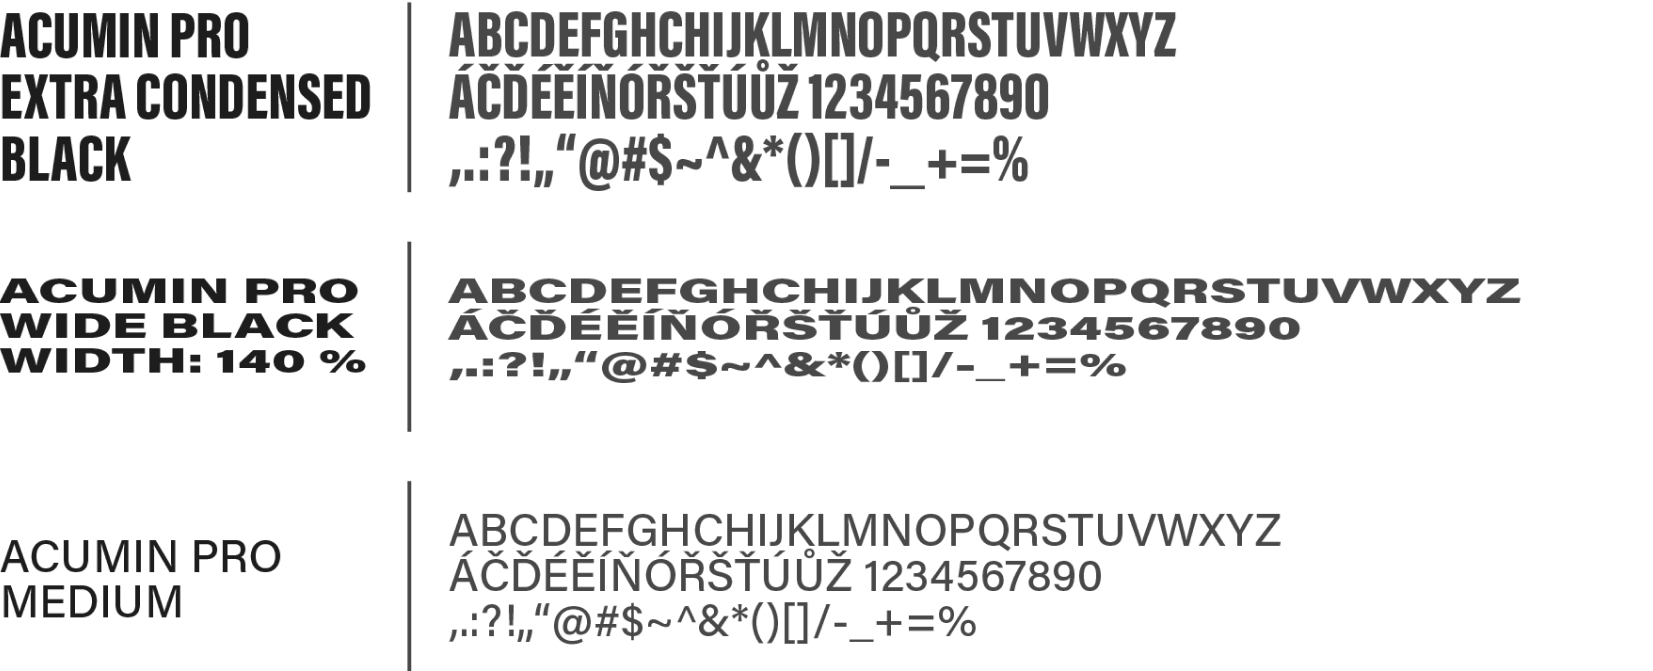 ACUMIN PRO
EXTRA CONDENSED
BLACK
ABCDEFGHCHIJKLMNOPQRSTUVWXYZ
ÁČĎÉĚÍŇÓŘŠŤÚŮŽ 1234567890
,.:?!„“@#$~^&*()[]/-_+=%
ACUMIN PRO
WIDE BLACK
WIDTH: 140 %
ABCDEFGHCHIJKLMNOPQRSTUVWXYZ
ÁČĎÉĚÍŇÓŘŠŤÚŮŽ 1234567890
,.:?!„“@#$~^&*()[]/-_+=%
ACUMIN PRO
MEDIUM
ABCDEFGHCHIJKLMNOPQRSTUVWXYZ
ÁČĎÉĚÍŇÓŘŠŤÚŮŽ 1234567890
,.:?!„“@#$~^&*()[]/-_+=%